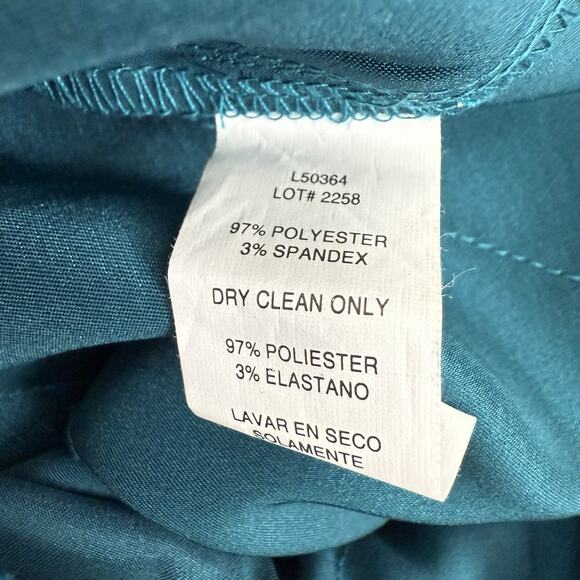 L50364
LOT# 2258
97% POLYESTER
3% SPANDEX
DRY CLEAN ONLY
97% POLIESTER
3% ELASTANO
LAVAR EN SECO
SOLAMENTE